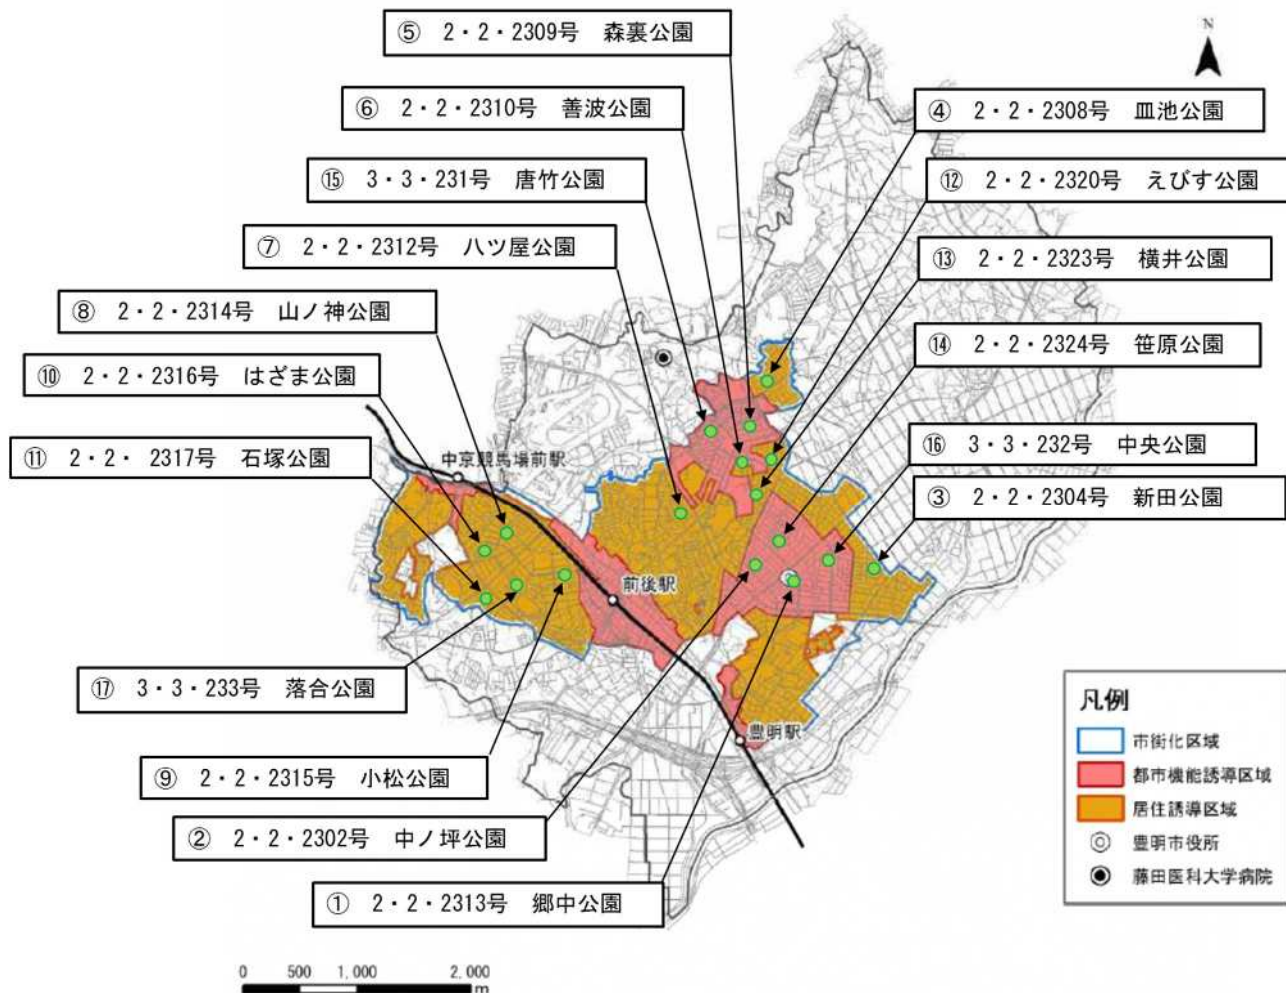 ⑤ 2・2・2309号 森裏公園
N
⑥ 2・2・2310号 善波公園
④ 2・2・2308号 皿池公園
⑮ 3・3・231号 唐竹公園
⑫ 2・2・2320号 えびす公園
⑦ 2・2・2312号 八ツ屋公園
⑬ 2・2・2323号 横井公園
⑧ 2・2・2314号 山ノ神公園
⑭ 2・2・2324号 笹原公園
⑩ 2・2・2316号 はざま公園
⑯ 3・3・232号 中央公園
⑪ 2・2・ 2317号 石塚公園
中京競馬場前駅
③ 2・2・2304号 新田公園
前後駅
⑰ 3・3・233号 落合公園
豊明駅
⑨ 2・2・2315号 小松公園
② 2・2・2302号 中ノ坪公園
① 2・2・2313号 郷中公園
凡例
市街化区域
都市機能誘導区域
居住誘導区域
豊明市役所
藤田医科大学病院
0 500 1,000 2,000
m